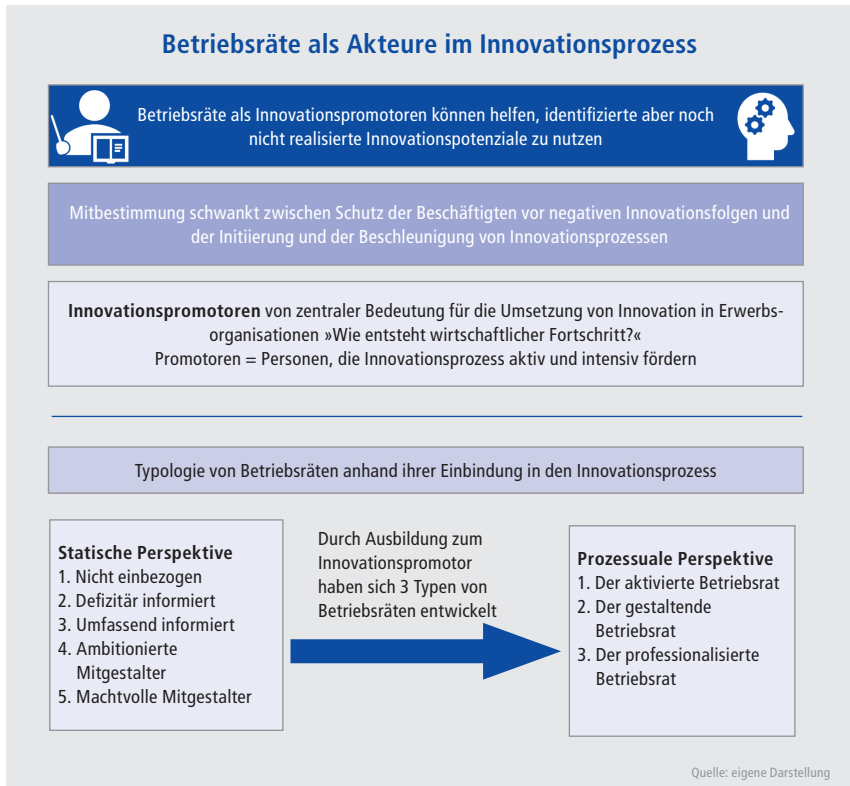 Betriebsräte als Akteure im Innovationsprozess
Betriebsräte als Innovationspromotoren können helfen, identifizierte aber noch
nicht realisierte Innovationspotenziale zu nutzen
Mitbestimmung schwankt zwischen Schutz der Beschäftigten vor negativen Innovationsfolgen und
der Initiierung und der Beschleunigung von Innovationsprozessen
Innovationspromotoren von zentraler Bedeutung für die Umsetzung von Innovation in Erwerbs-
organisationen »Wie entsteht wirtschaftlicher Fortschritt?«
Promotoren = Personen, die Innovationsprozess aktiv und intensiv fördern
Typologie von Betriebsräten anhand ihrer Einbindung in den Innovationsprozess
Statische Perspektive
1. Nicht einbezogen
2. Defizitär informiert
3. Umfassend informiert
4. Ambitionierte
Mitgestalter
5. Machtvolle Mitgestalter
Durch Ausbildung zum
Innovationspromotor
haben sich 3 Typen von
Betriebsräten entwickelt
Prozessuale Perspektive
1. Der aktivierte Betriebsrat
2. Der gestaltende
Betriebsrat
3. Der professionalisierte
Betriebsrat
Quelle: eigene Darstellung